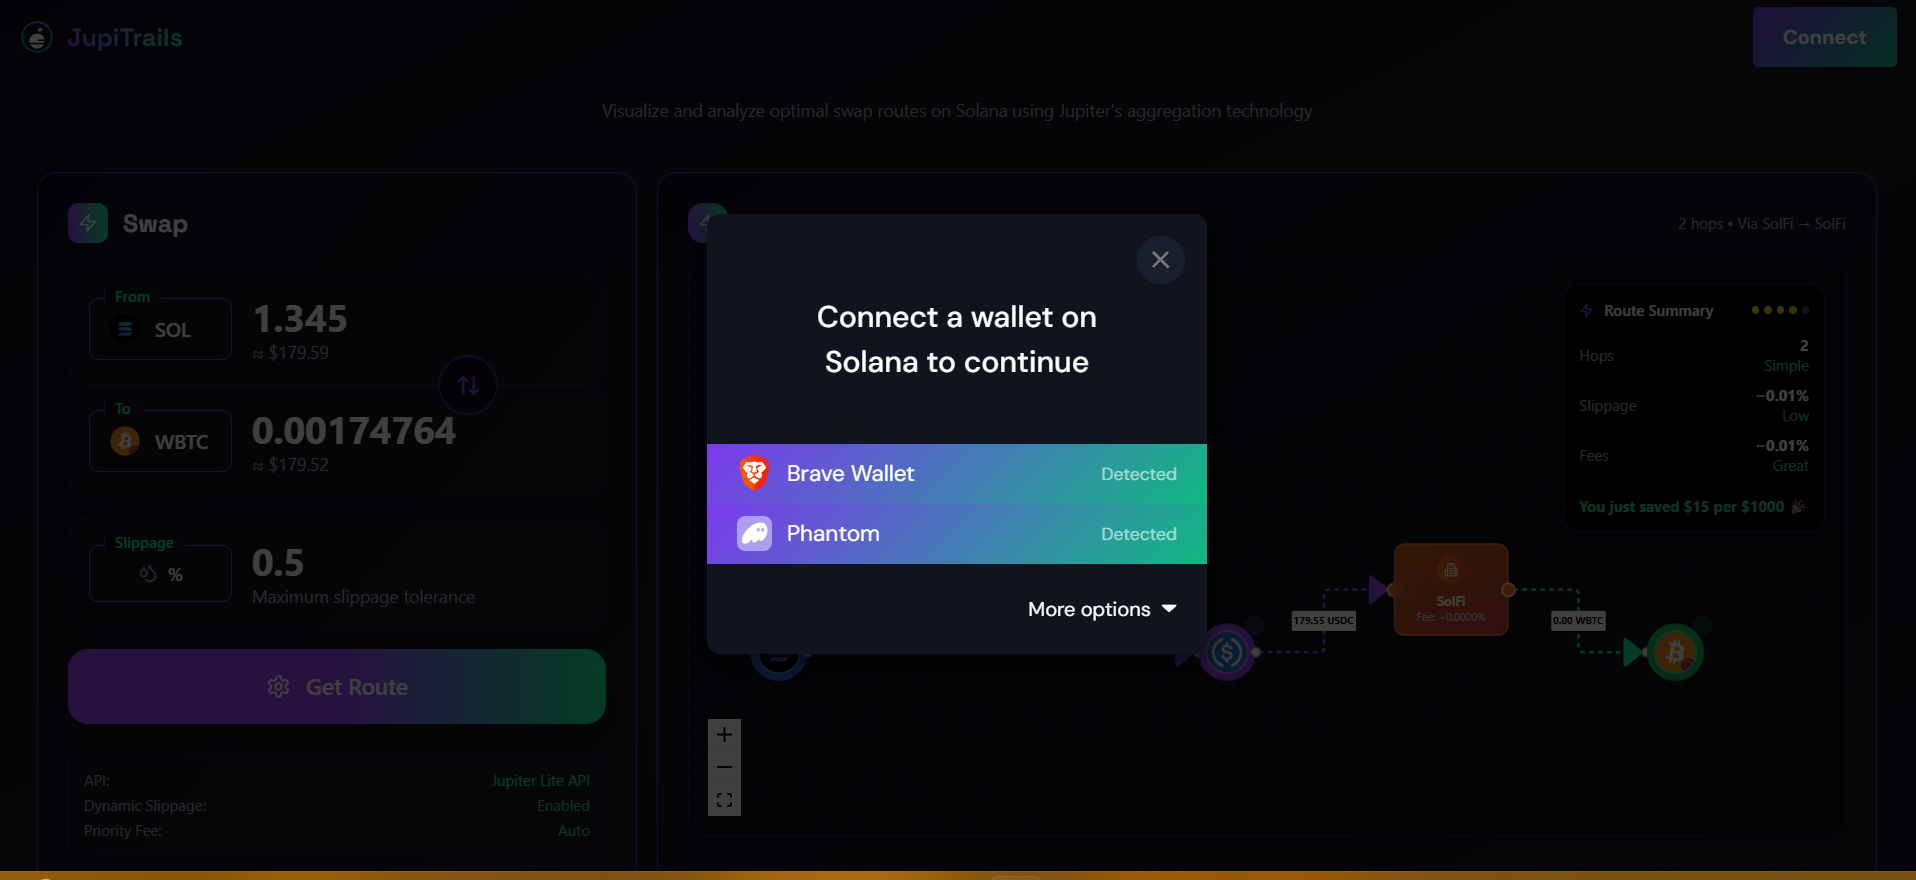 JupiTrails
Connect
Visualize and analyze optimal swap routes on Solana using Jupiter's aggregation technology
Swap
From
SOL
1.345
≈ $179.59
To
WBTC
0.00174764
≈ $179.52
Slippage
%
0.5
Maximum slippage tolerance
Get Route
API:
Jupiter Lite API
Dynamic Slippage:
Enabled
Priority Fee:
Auto
2 hops • Via SolFi → SolFi
Connect a wallet on
Solana to continue
Brave Wallet
Detected
Phantom
Detected
More options
Route Summary
Hops
2
Simple
Slippage
~0.01%
Low
Fees
~0.01%
Great
You just saved $15 per $1000 🎉
179.55 USDC
SolFi
Fee: ~0.0000%
0.00 WBTC